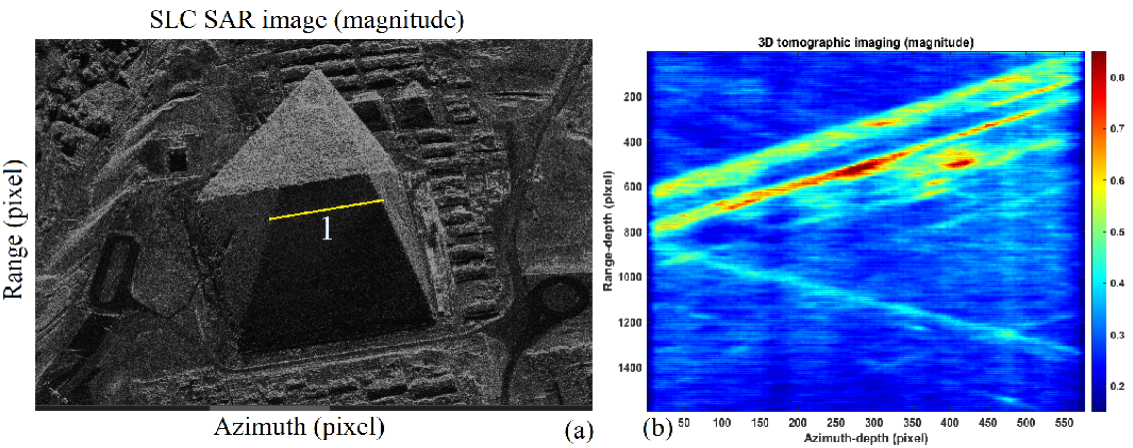 SLC SAR image (magnitude)
Range (pixel)
1
Azimuth (pixel)
(a)
3D tomographic imaging (magnitude)
Range-depth (pixel)
200
400
600
800
1000
1200
1400
50 100 150 200 250 300 350 400 450 500 550
Azimuth-depth (pixel)
(b)
0.8
0.7
0.6
0.5
0.4
0.3
0.2